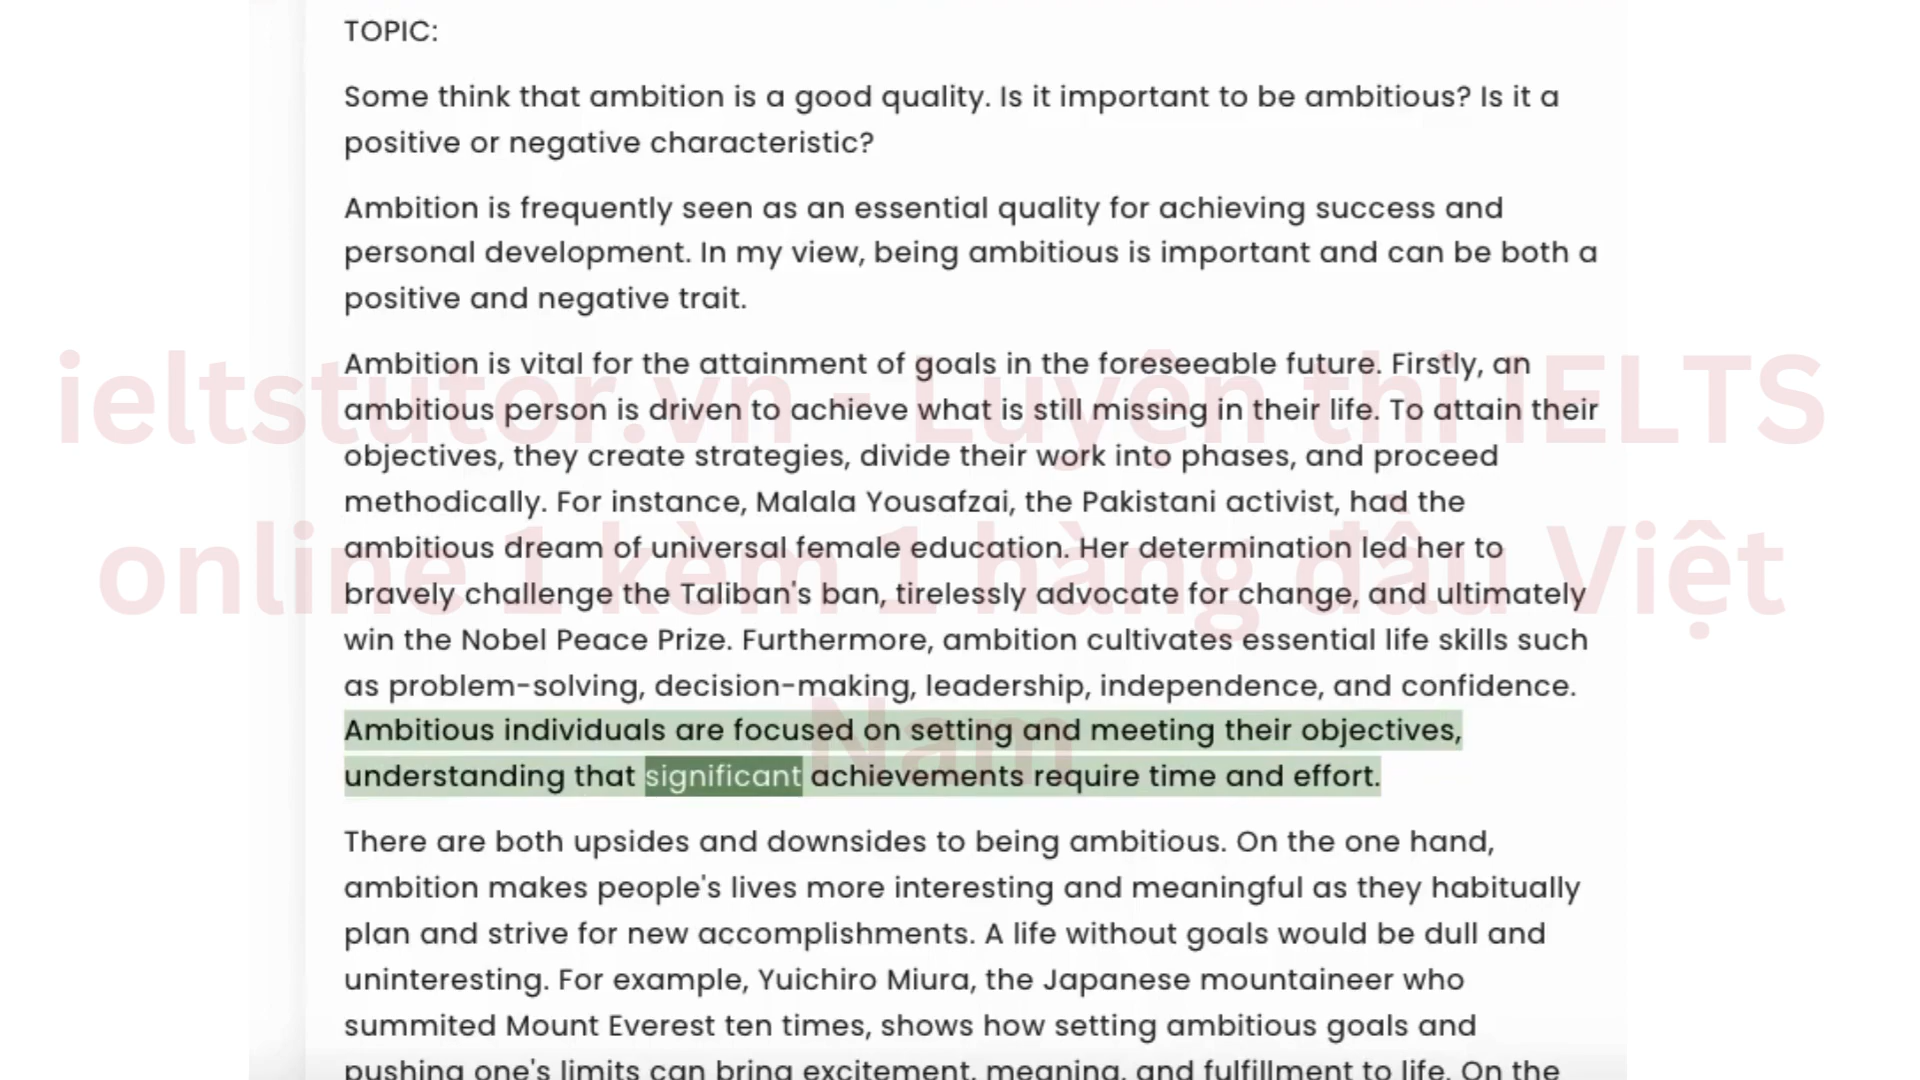 TOPIC:
Some think that ambition is a good quality. Is it important to be ambitious? Is it a
positive or negative characteristic?
Ambition is frequently seen as an essential quality for achieving success and
personal development. In my view, being ambitious is important and can be both a
positive and negative trait.
Ambition is vital for the attainment of goals in the foreseeable future. Firstly, an
ambitious person is driven to achieve what is still missing in their life. To attain their
objectives, they create strategies, divide their work into phases, and proceed
methodically. For instance, Malala Yousafzai, the Pakistani activist, had the
ambitious dream of universal female education. Her determination led her to
bravely challenge the Taliban's ban, tirelessly advocate for change, and ultimately
win the Nobel Peace Prize. Furthermore, ambition cultivates essential life skills such
as problem-solving, decision-making, leadership, independence, and confidence.
Ambitious individuals are focused on setting and meeting their objectives,
understanding that significant achievements require time and effort.
There are both upsides and downsides to being ambitious. On the one hand,
ambition makes people's lives more interesting and meaningful as they habitually
plan and strive for new accomplishments. A life without goals would be dull and
uninteresting. For example, Yuichiro Miura, the Japanese mountaineer who
summited Mount Everest ten times, shows how setting ambitious goals and
pushing one's limits can bring excitement, meaning, and fulfillment to life. On the
ieltstutor.vn - Luyện thi IELTS
online 1 kèm 1 hàng đầu Việt
Nam